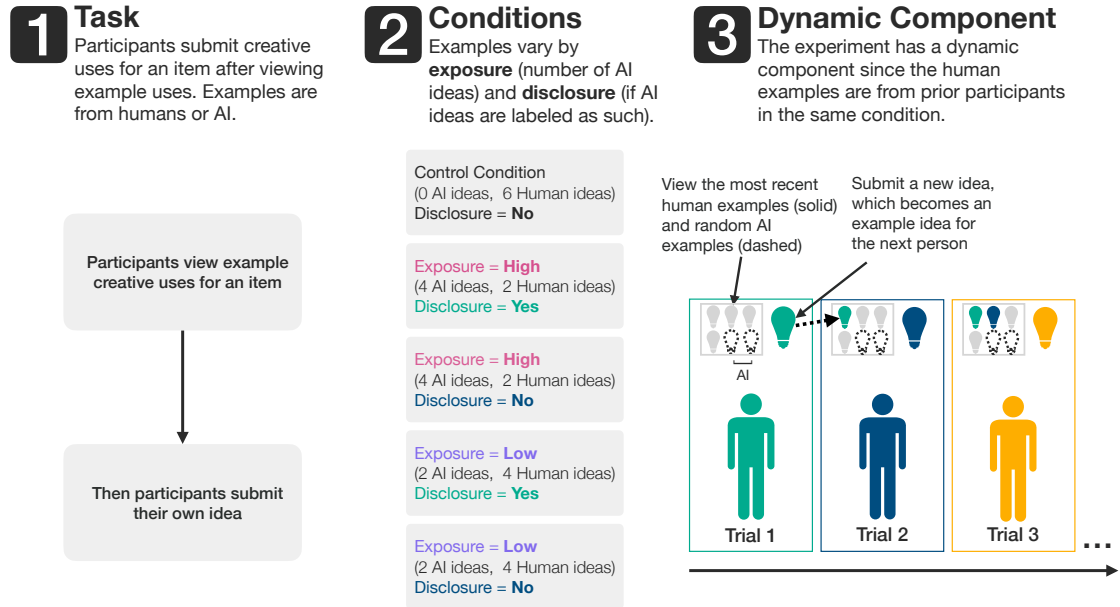 1
Task
Participants submit creative
uses for an item after viewing
example uses. Examples are
from humans or AI.
Participants view example
creative uses for an item
Then participants submit
their own idea
2
Conditions
Examples vary by
exposure (number of AI
ideas) and disclosure (if AI
ideas are labeled as such).
Control Condition
(0 AI ideas, 6 Human ideas)
Disclosure = No
Exposure = High
(4 AI ideas, 2 Human ideas)
Disclosure = Yes
Exposure = High
(4 AI ideas, 2 Human ideas)
Disclosure = No
Exposure = Low
(2 AI ideas, 4 Human ideas)
Disclosure = Yes
Exposure = Low
(2 AI ideas, 4 Human ideas)
Disclosure = No
3
Dynamic Component
The experiment has a dynamic
component since the human
examples are from prior participants
in the same condition.
View the most recent
human examples (solid)
and random AI
examples (dashed)
Submit a new idea,
which becomes an
example idea for
the next person
AI
Trial 1
Trial 2
Trial 3
...